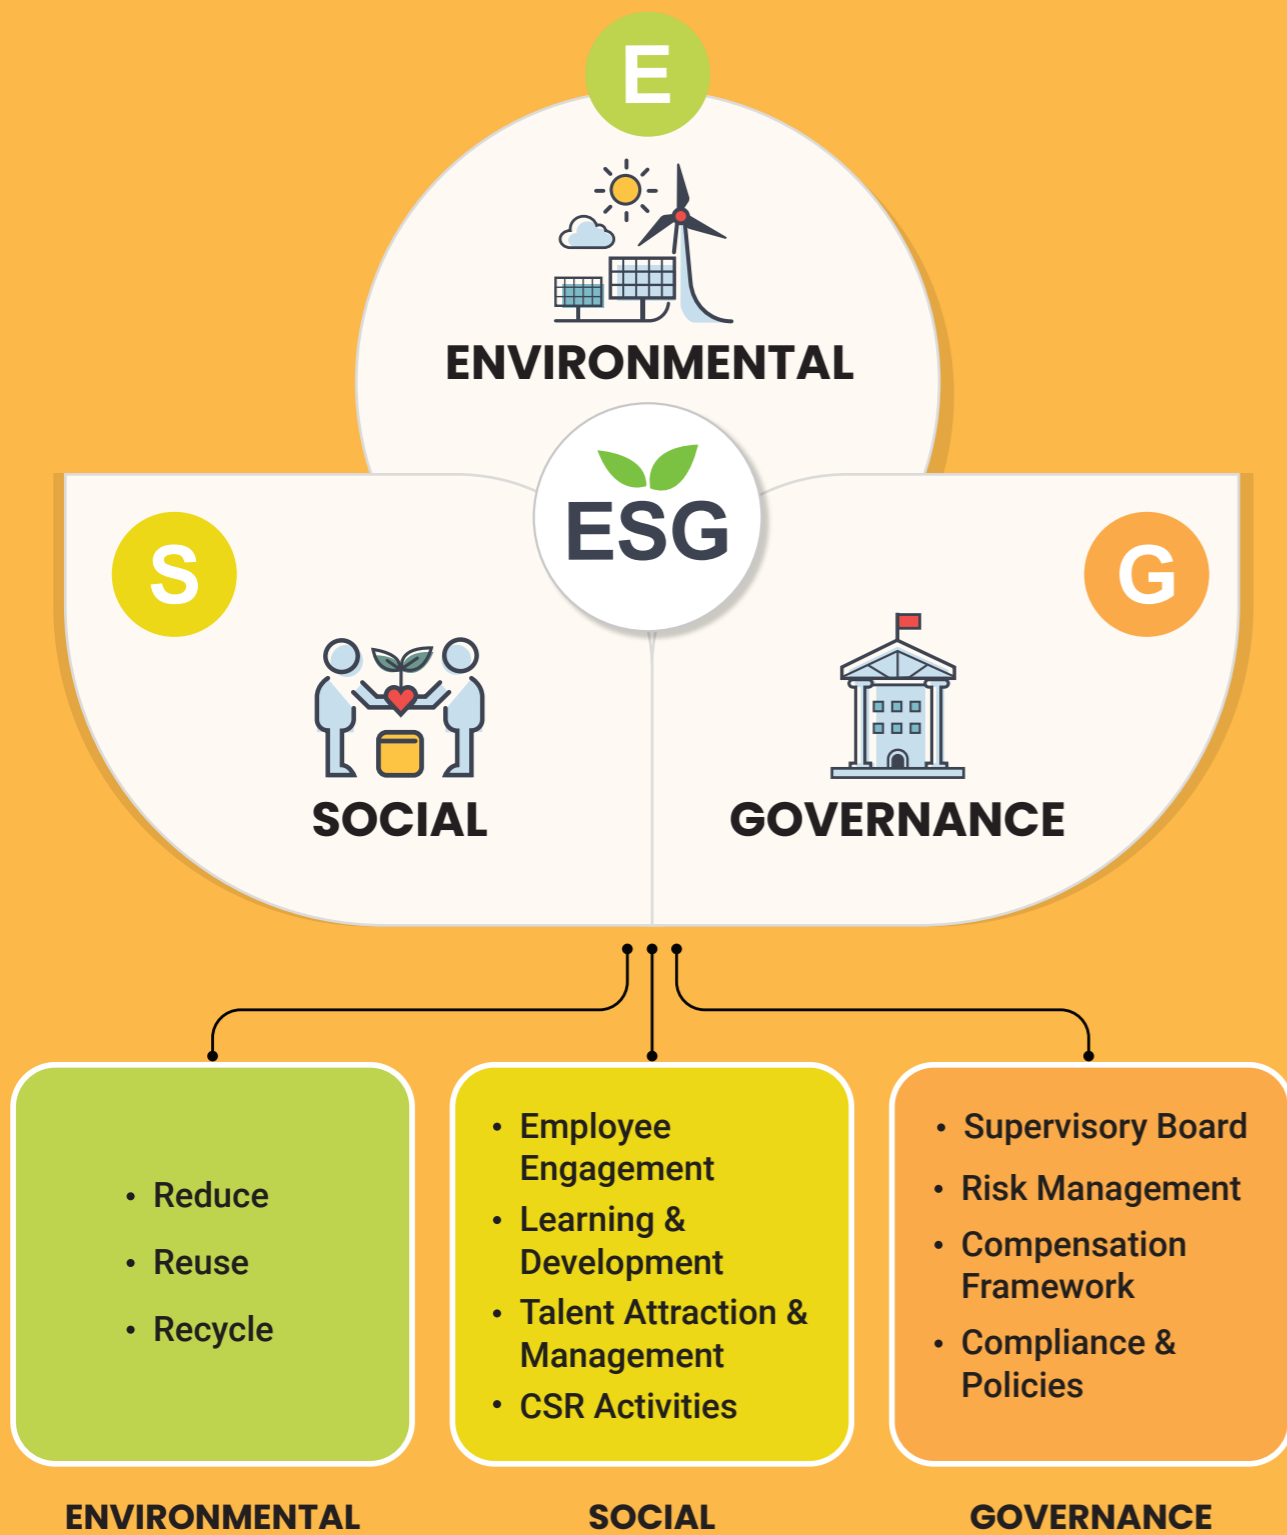 E
ENVIRONMENTAL
ESG
S
G
SOCIAL
GOVERNANCE
• Reduce
• Reuse
• Recycle
• Employee
Engagement
• Learning &
Development
• Talent Attraction &
Management
• CSR Activities
• Supervisory Board
• Risk Management
• Compensation
Framework
• Compliance &
Policies
ENVIRONMENTAL
SOCIAL
GOVERNANCE